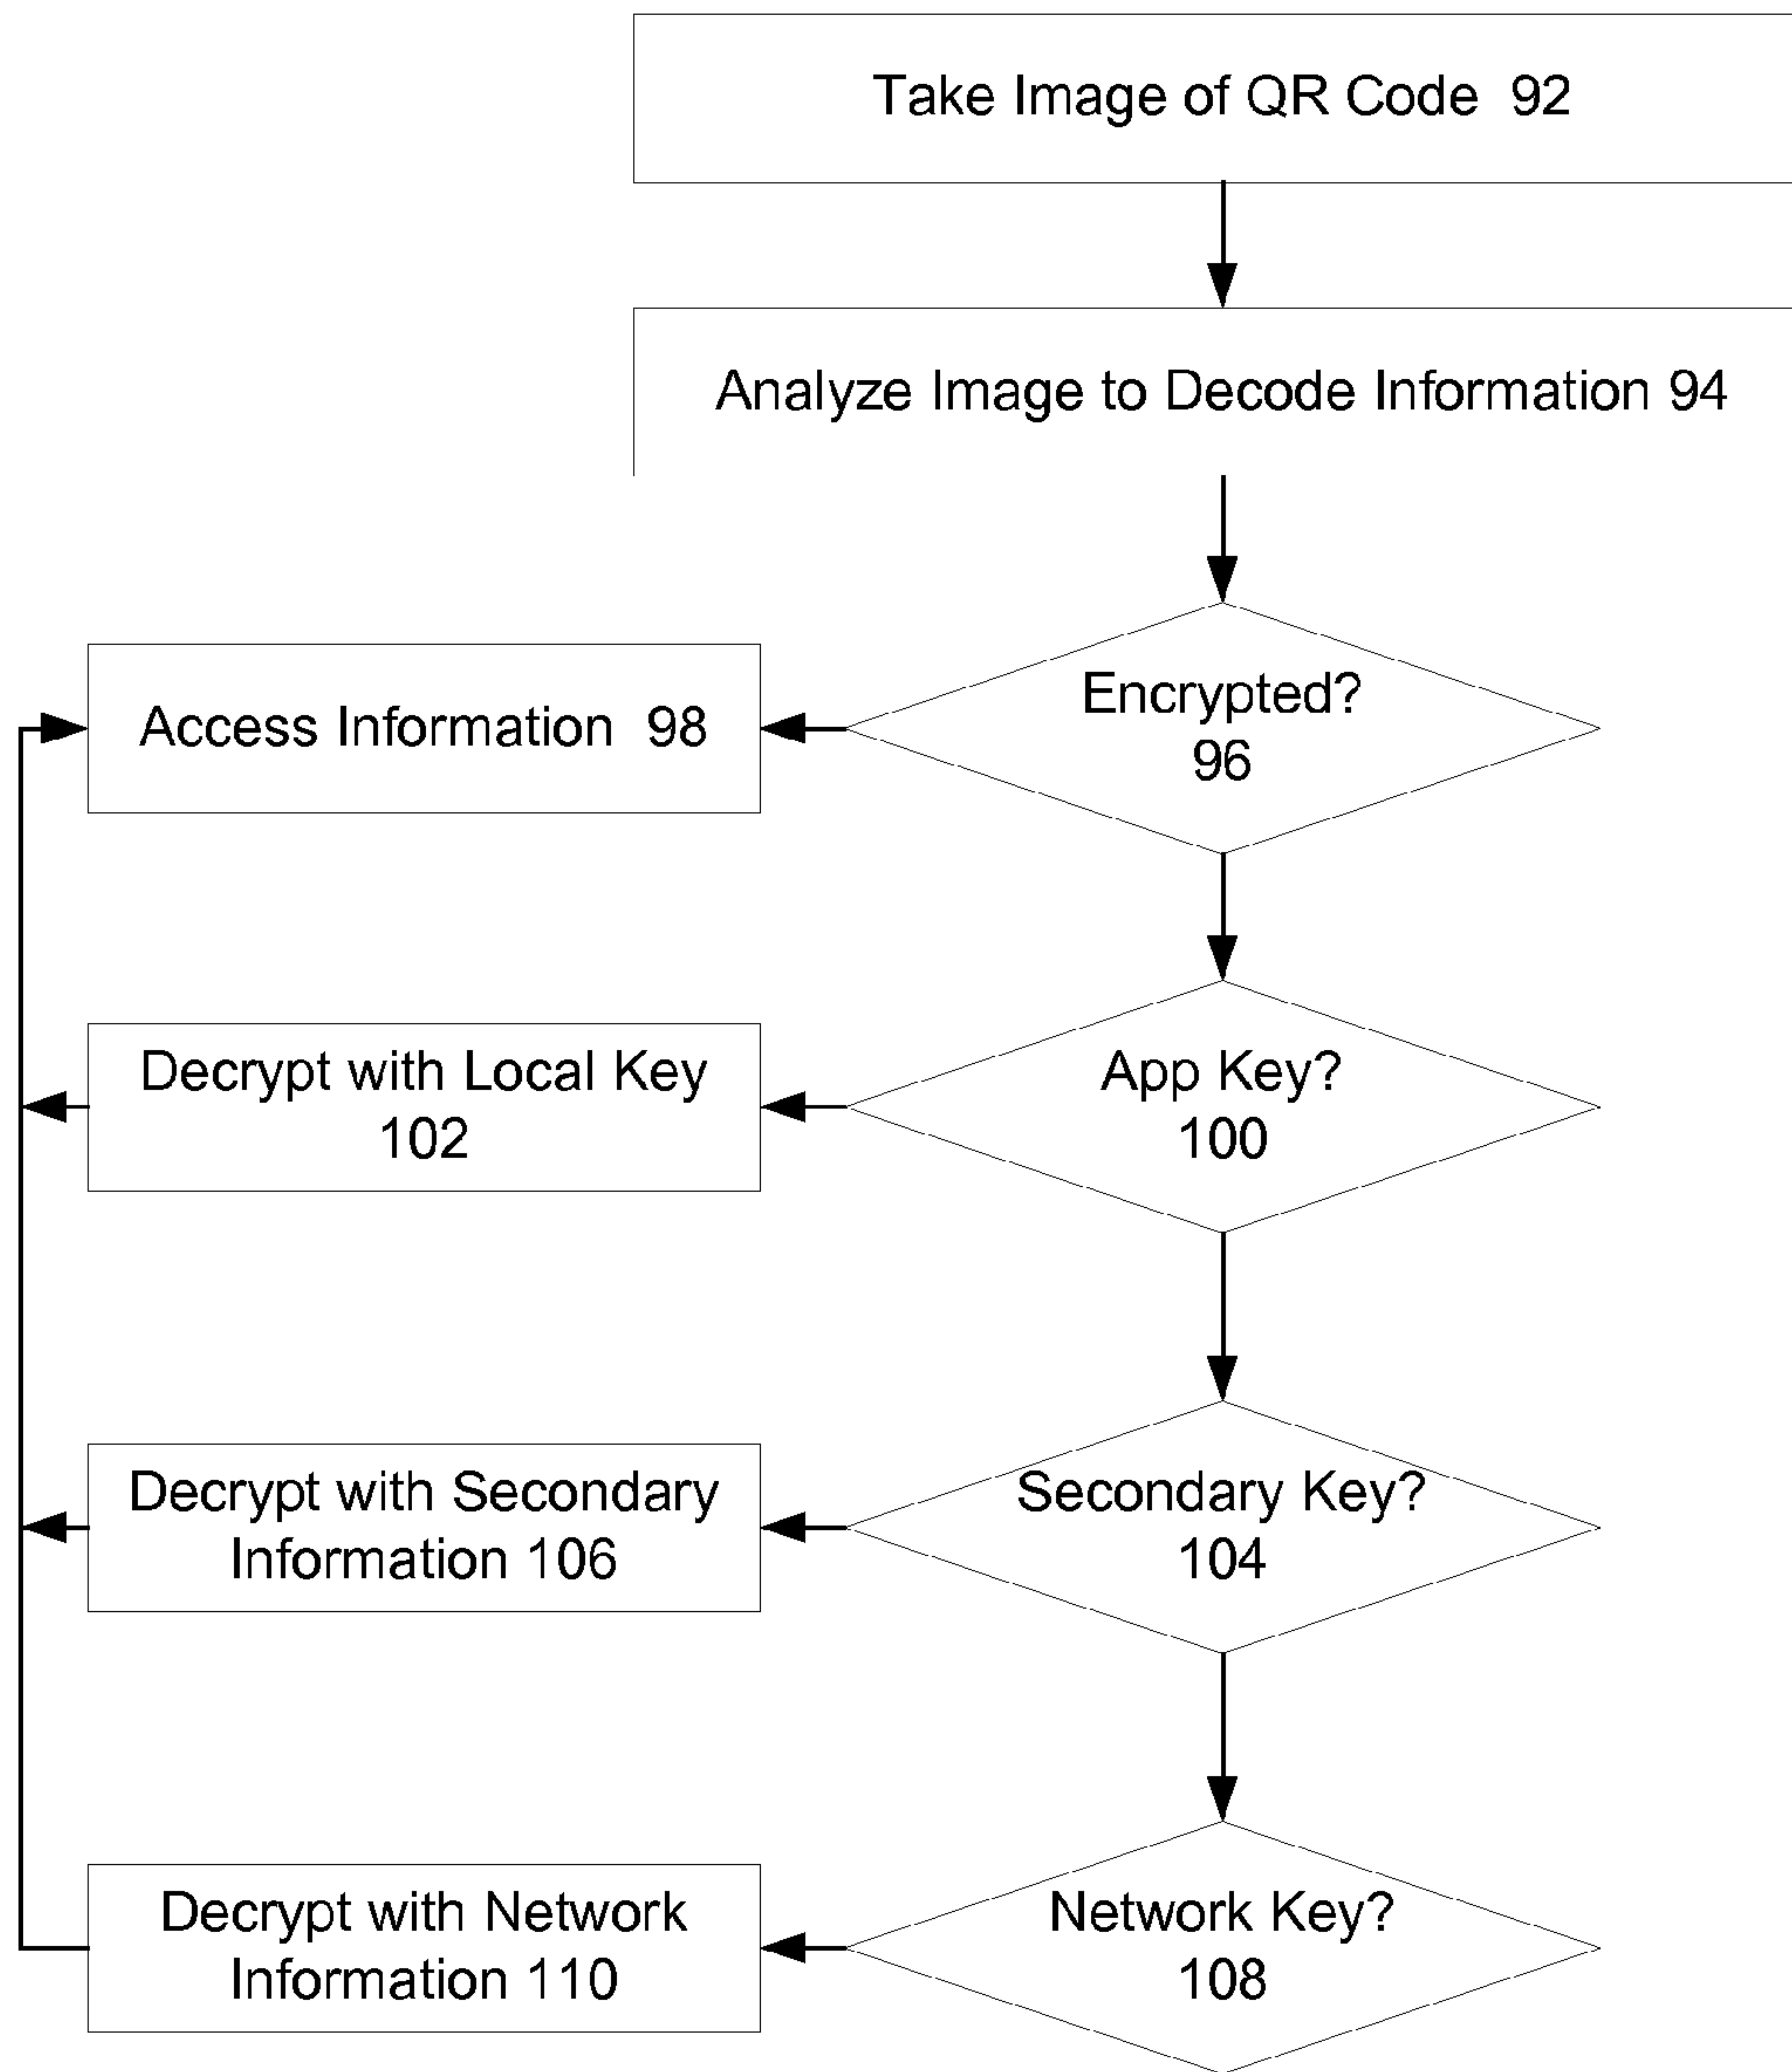 Take Image of QR Code 92
Analyze Image to Decode Information 94
Encrypted?
96
Access Information 98
App Key?
100
Decrypt with Local Key
102
Secondary Key?
104
Decrypt with Secondary
Information 106
Network Key?
108
Decrypt with Network
Information 110